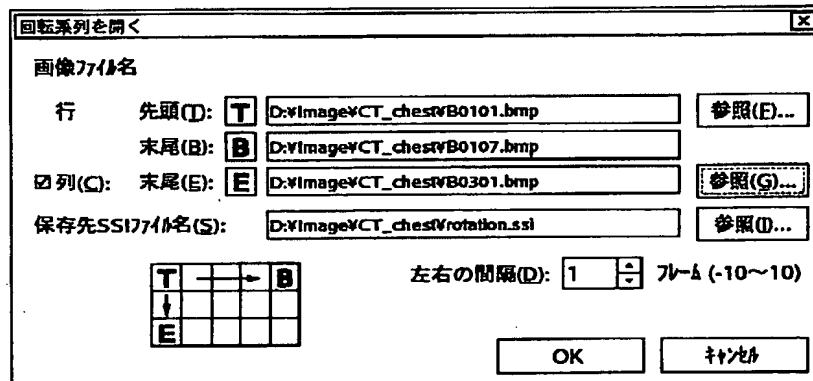 回転系列を開く
画像ファイル名
行 先頭(T): T D:¥Image¥CT_chest¥B0101.bmp 参照(F)...
末尾(B): B D:¥Image¥CT_chest¥B0107.bmp
☑列(C): 末尾(E): E D:¥Image¥CT_chest¥B0301.bmp 参照(G)...
保存先SSIファイル名(S): D:¥Image¥CT_chest¥rotation.ssi 参照(I)...
T B
E
左右の間隔(D): 1 フレーム (-10～10)
OK キャンセル